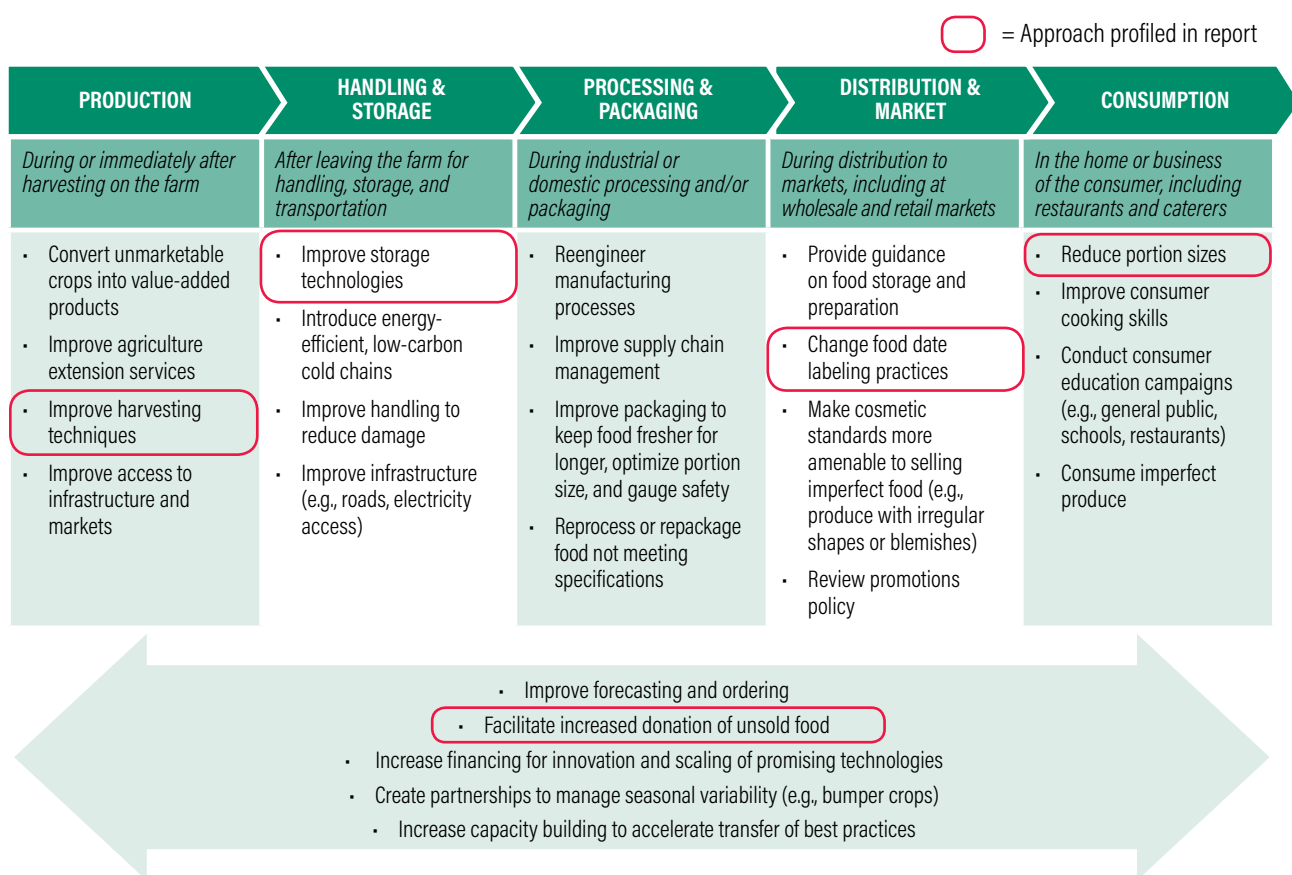 = Approach profiled in report
PRODUCTION
HANDLING &
STORAGE
PROCESSING &
PACKAGING
DISTRIBUTION &
MARKET
CONSUMPTION
During or immediately after
harvesting on the farm
After leaving the farm for
handling, storage, and
transportation
During industrial or
domestic processing and/or
packaging
During distribution to
markets, including at
wholesale and retail markets
In the home or business
of the consumer, including
restaurants and caterers
· Convert unmarketable
crops into value-added
products
· Improve agriculture
extension services
· Improve harvesting
techniques
· Improve access to
infrastructure and
markets
· Improve storage
technologies
· Introduce energy-
efficient, low-carbon
cold chains
· Improve handling to
reduce damage
· Improve infrastructure
(e.g., roads, electricity
access)
· Reengineer
manufacturing
processes
· Improve supply chain
management
· Improve packaging to
keep food fresher for
longer, optimize portion
size, and gauge safety
· Reprocess or repackage
food not meeting
specifications
· Provide guidance
on food storage and
preparation
· Change food date
labeling practices
· Make cosmetic
standards more
amenable to selling
imperfect food (e.g.,
produce with irregular
shapes or blemishes)
· Review promotions
policy
· Reduce portion sizes
· Improve consumer
cooking skills
· Conduct consumer
education campaigns
(e.g., general public,
schools, restaurants)
· Consume imperfect
produce
· Improve forecasting and ordering
· Facilitate increased donation of unsold food
· Increase financing for innovation and scaling of promising technologies
· Create partnerships to manage seasonal variability (e.g., bumper crops)
· Increase capacity building to accelerate transfer of best practices